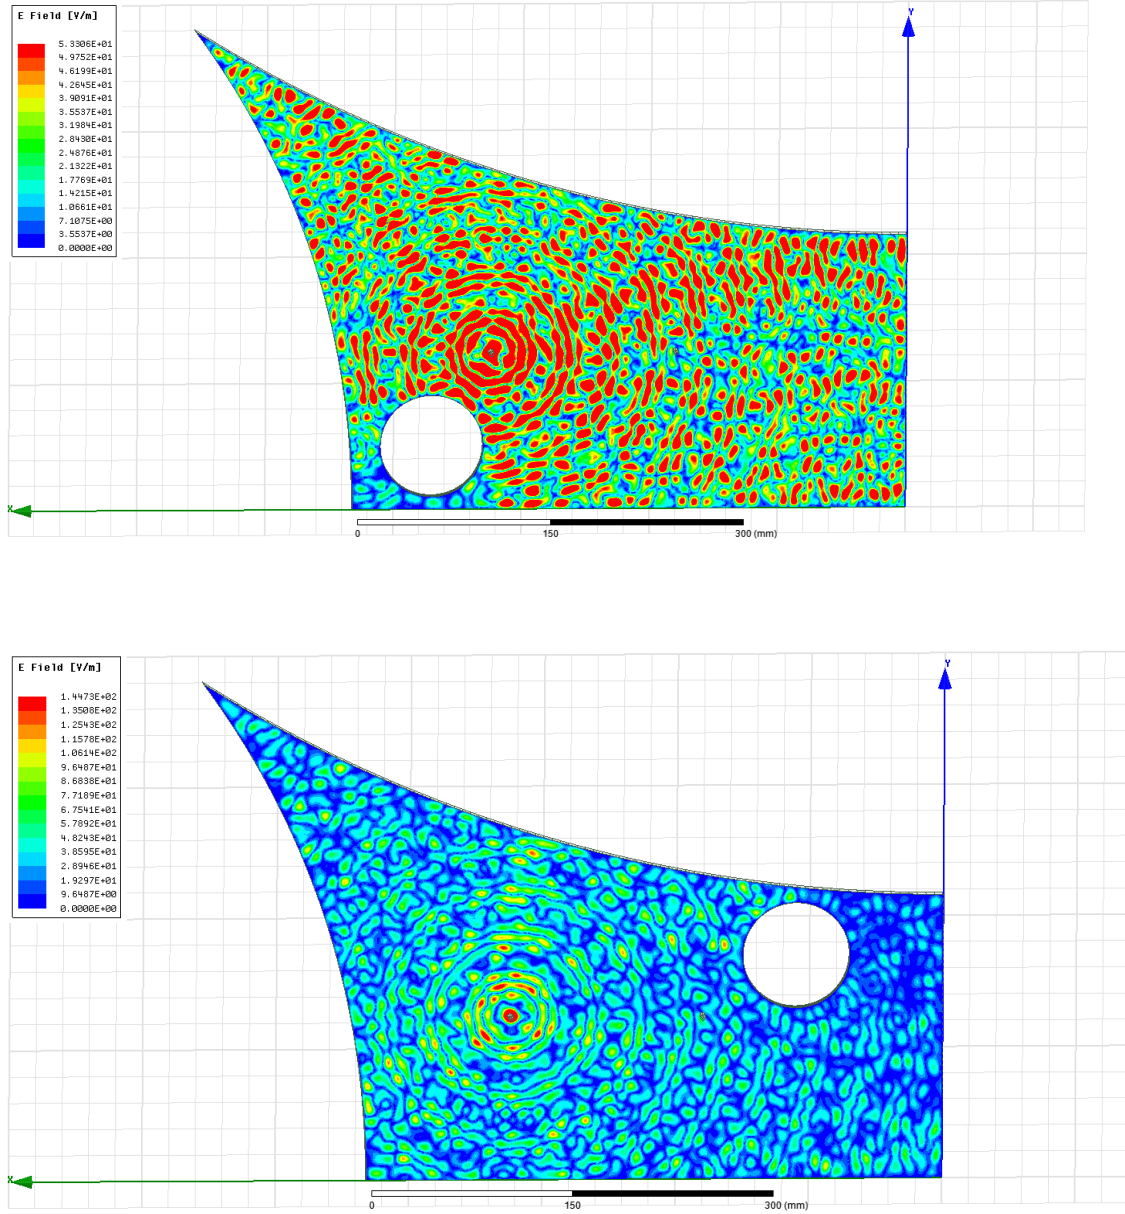 E Field [V/m]
5.3306E+01
4.9752E+01
4.6199E+01
4.2645E+01
3.9091E+01
3.5537E+01
3.1984E+01
2.8430E+01
2.4876E+01
2.1322E+01
1.7769E+01
1.4215E+01
1.0661E+01
7.1075E+00
3.5537E+00
0.0000E+00
Y
X
0 150 300 (mm)
E Field [V/m]
1.4473E+02
1.3508E+02
1.2543E+02
1.1578E+02
1.0614E+02
9.6487E+01
8.6838E+01
7.7189E+01
6.7541E+01
5.7892E+01
4.8243E+01
3.8595E+01
2.8946E+01
1.9297E+01
9.6487E+00
0.0000E+00
Y
X
0 150 300 (mm)